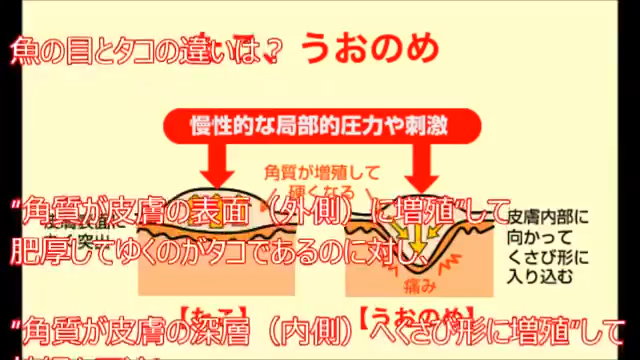 魚の目とタコの違いは？
うおのめ
慢性的な局部的圧力や刺激
角質が増殖して
硬くなる
"角質が皮膚の表面（外側）に増殖"して
肥厚してゆくのがタコであるのに対し、
皮膚内部に
向かって
くさび形に
入り込む
痛み
【たこ】
【うおのめ】
"角質が皮膚の深層（内側）へくさび形に増殖"して